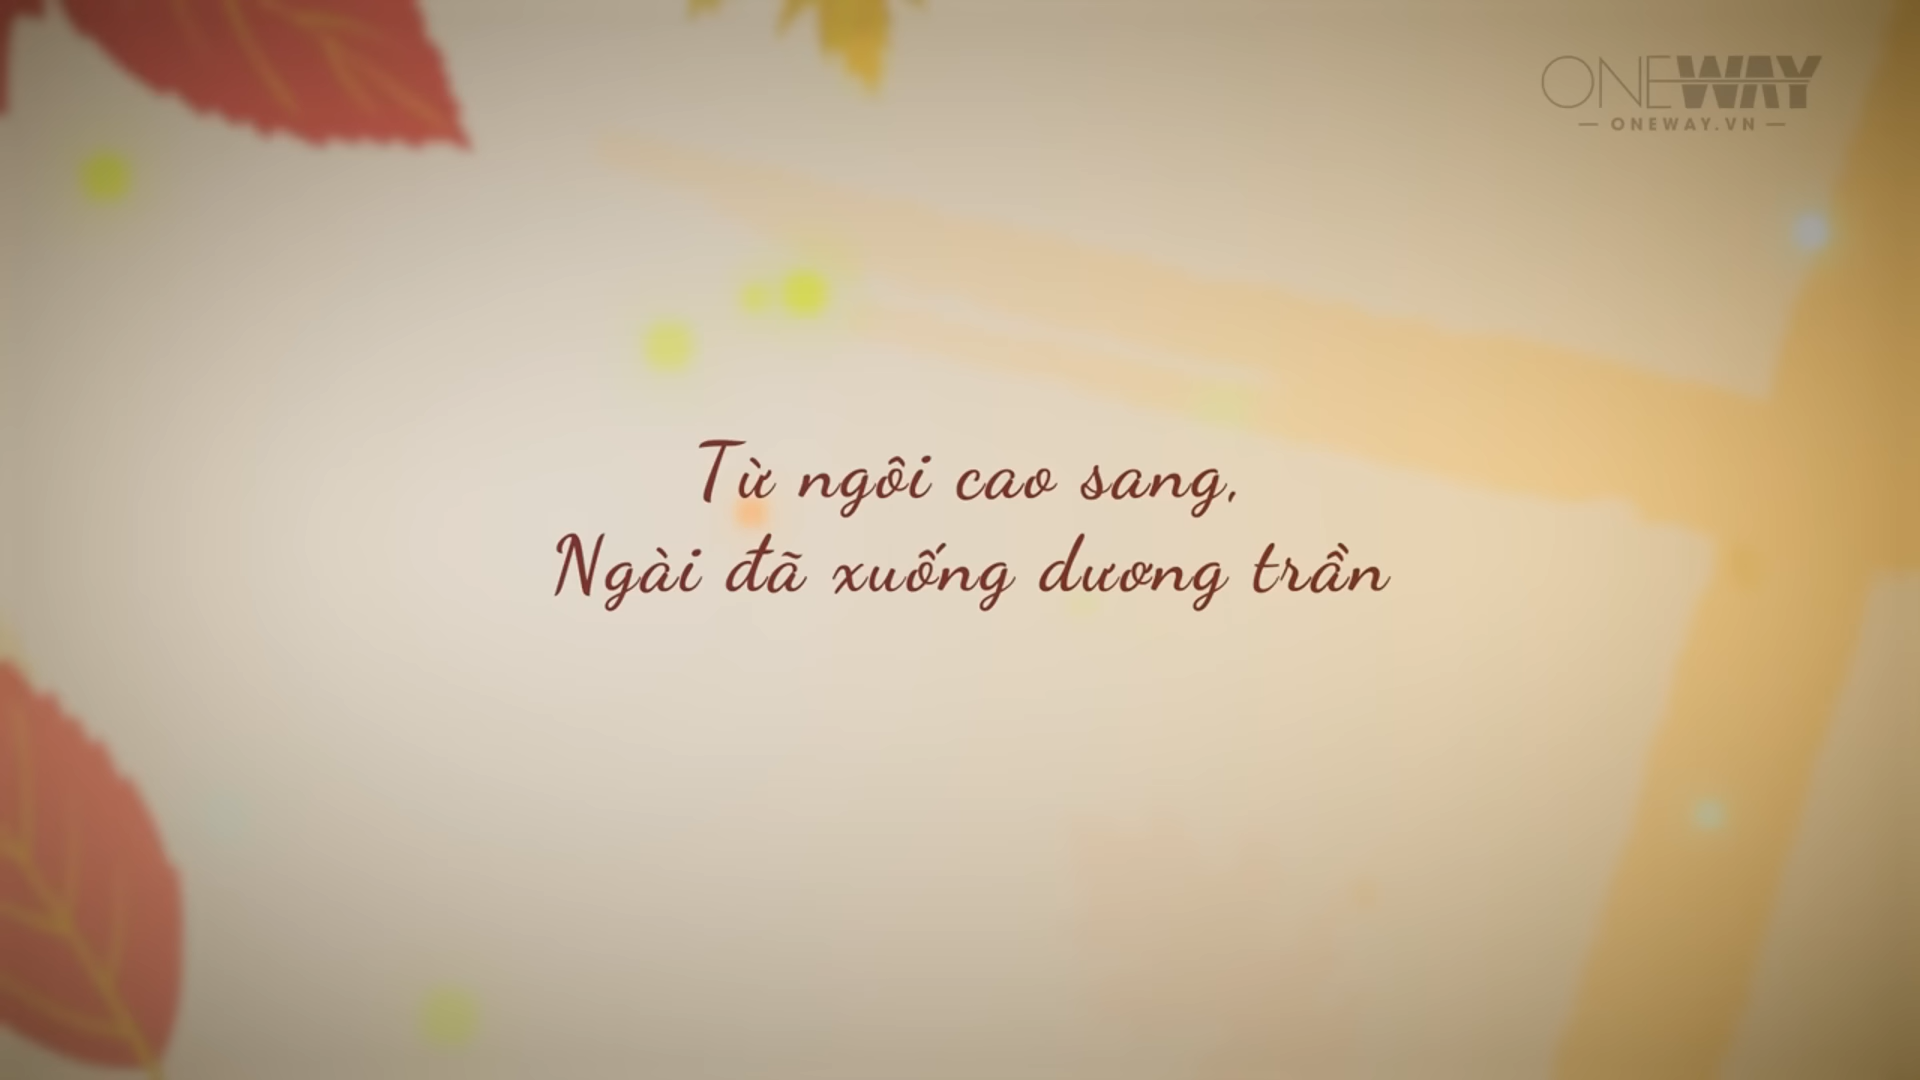 ONEWAY
— ONEWAY.VN —
Từ ngôi cao sang,
Ngài đã xuống dương trần